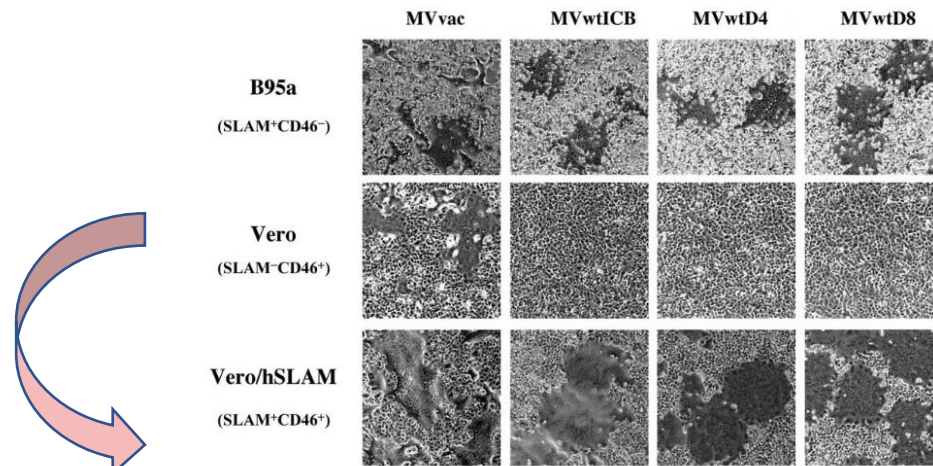 MVvac MVwtICB MVwtD4 MVwtD8
B95a
(SLAM⁺CD46⁻)
Vero
(SLAM⁻CD46⁺)
Vero/hSLAM
(SLAM⁺CD46⁺)